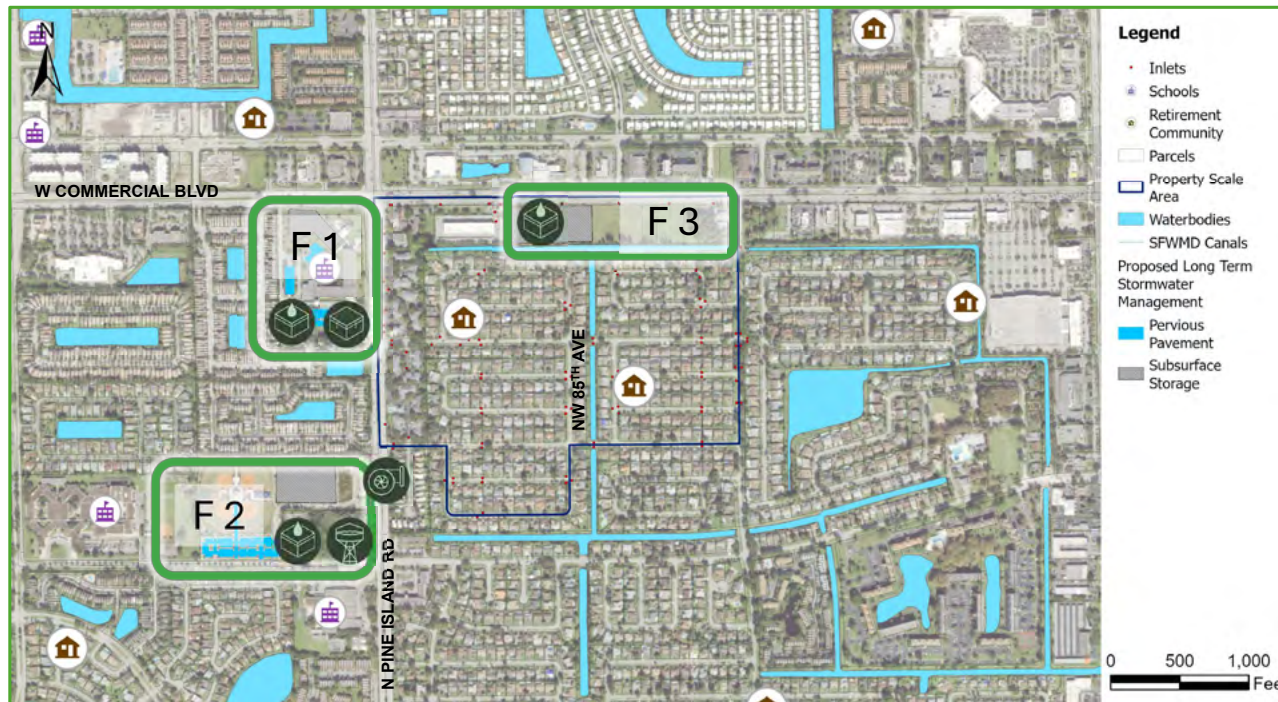 N
W COMMERCIAL BLVD
F 1
F 3
NW 85TH AVE
F 2
N PINE ISLAND RD
Legend
Inlets
Schools
Retirement
Community
Parcels
Property Scale
Area
Waterbodies
SFWMD Canals
Proposed Long Term
Stormwater
Management
Pervious
Pavement
Subsurface
Storage
0 500 1,000
Fee